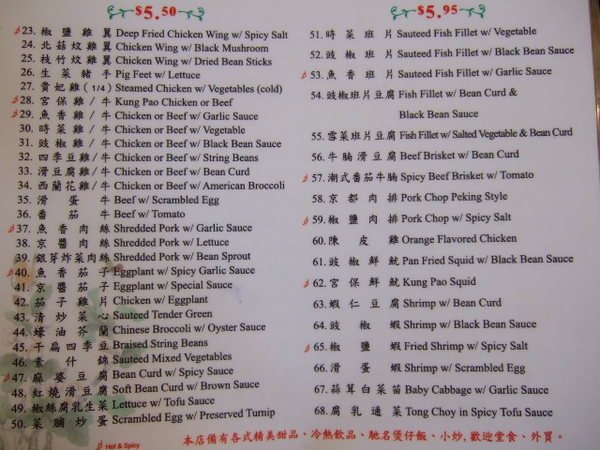 $5.50
23. 椒鹽雞翼 Deep Fried Chicken Wing w/ Spicy Salt
24. 北菇炆雞翼 Chicken Wing w/ Black Mushroom
25. 枝竹炆雞翼 Chicken Wing w/ Dried Bean Sticks
26. 生菜豬手 Pig Feet w/ Lettuce
27. 貴妃雞(1/4) Steamed Chicken w/ Vegetables (cold)
28. 宮保雞/牛 Kung Pao Chicken or Beef
29. 魚香雞/牛 Chicken or Beef w/ Garlic Sauce
30. 時菜雞/牛 Chicken or Beef w/ Vegetable
31. 豉椒雞/牛 Chicken or Beef w/ Black Bean Sauce
32. 四季豆雞/牛 Chicken or Beef w/ String Beans
33. 滑豆腐雞/牛 Chicken or Beef w/ Bean Curd
34. 西蘭花雞/牛 Chicken or Beef w/ American Broccoli
35. 滑蛋牛 Beef w/ Scrambled Egg
36. 番茄牛 Beef w/ Tomato
37. 魚香肉絲 Shredded Pork w/ Garlic Sauce
38. 京醬肉絲 Shredded Pork w/ Lettuce
39. 銀芽炸菜肉絲 Shredded Pork w/ Bean Sprout
40. 魚香茄子 Eggplant w/ Spicy Garlic Sauce
41. 京醬茄子 Eggplant w/ Special Sauce
42. 茄子雞片 Chicken w/ Eggplant
43. 清炒菜心 Sauteed Tender Green
44. 蠔油芥蘭 Chinese Broccoli w/ Oyster Sauce
45. 干扁四季豆 Braised String Beans
46. 素什錦 Sauteed Mixed Vegetables
47. 麻婆豆腐 Bean Curd w/ Spicy Sauce
48. 紅燒滑豆腐 Soft Bean Curd w/ Brown Sauce
49. 椒絲腐乳生菜 Lettuce w/ Tofu Sauce
50. 菜脯炒蛋 Scrambled Egg w/ Preserved Turnip
Hot & Spicy
$5.95
51. 時菜班片 Sauteed Fish Fillet w/ Vegetable
52. 豉椒班片 Sauteed Fish Fillet w/ Black Bean Sauce
53. 魚香班片 Sauteed Fish Fillet w/ Garlic Sauce
54. 豉椒班片豆腐 Fish Fillet w/ Bean Curd &
Black Bean Sauce
55. 雪菜班片豆腐 Fish Fillet w/ Salted Vegetable & Bean Curd
56. 牛腩滑豆腐 Beef Brisket w/ Bean Curd
57. 潮式番茄牛腩 Spicy Beef Brisket w/ Tomato
58. 京都肉排 Pork Chop Peking Style
59. 椒鹽肉排 Pork Chop w/ Spicy Salt
60. 陳皮雞 Orange Flavored Chicken
61. 豉椒鮮魷 Pan Fried Squid w/ Black Bean Sauce
62. 宮保鮮魷 Kung Pao Squid
63. 蝦仁豆腐 Shrimp w/ Bean Curd
64. 豉椒蝦 Shrimp w/ Black Bean Sauce
65. 椒鹽蝦 Fried Shrimp w/ Spicy Salt
66. 滑蛋蝦 Shrimp w/ Scrambled Egg
67. 蒜茸白菜苗 Baby Cabbage w/ Garlic Sauce
68. 腐乳通菜 Tong Choy in Spicy Tofu Sauce
本店備有各式精美甜品、冷熱飲品、馳名煲仔飯、小炒,歡迎堂食、外買。